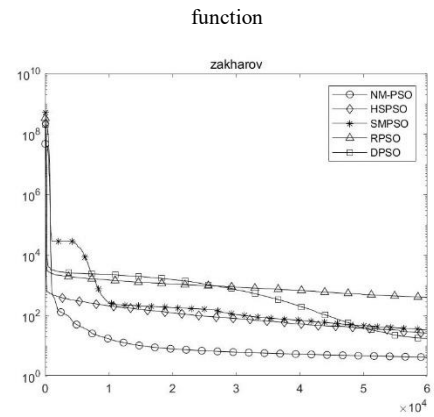 function
zakharov
10^10
10^8
10^6
10^4
10^2
10^0
NM-PSO
HSPSO
SMPSO
RPSO
DPSO
0 1 2 3 4 5 6
×10^4